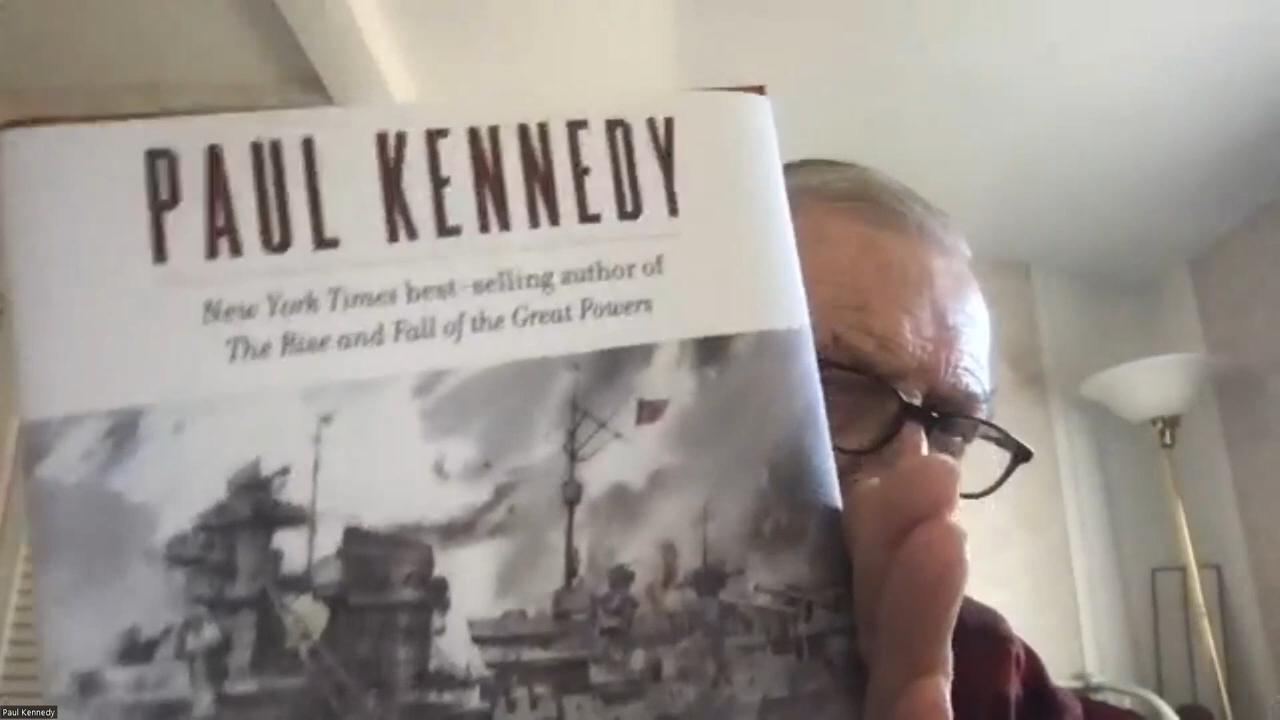 PAUL KENNEDY
New York Times best-selling author of
The Rise and Fall of the Great Powers
Paul Kennedy